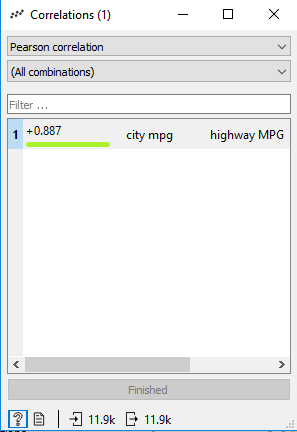 Correlations (1)
Pearson correlation
(All combinations)
Filter ...
1 +0.887 city mpg highway MPG
Finished
? 11.9k 11.9k